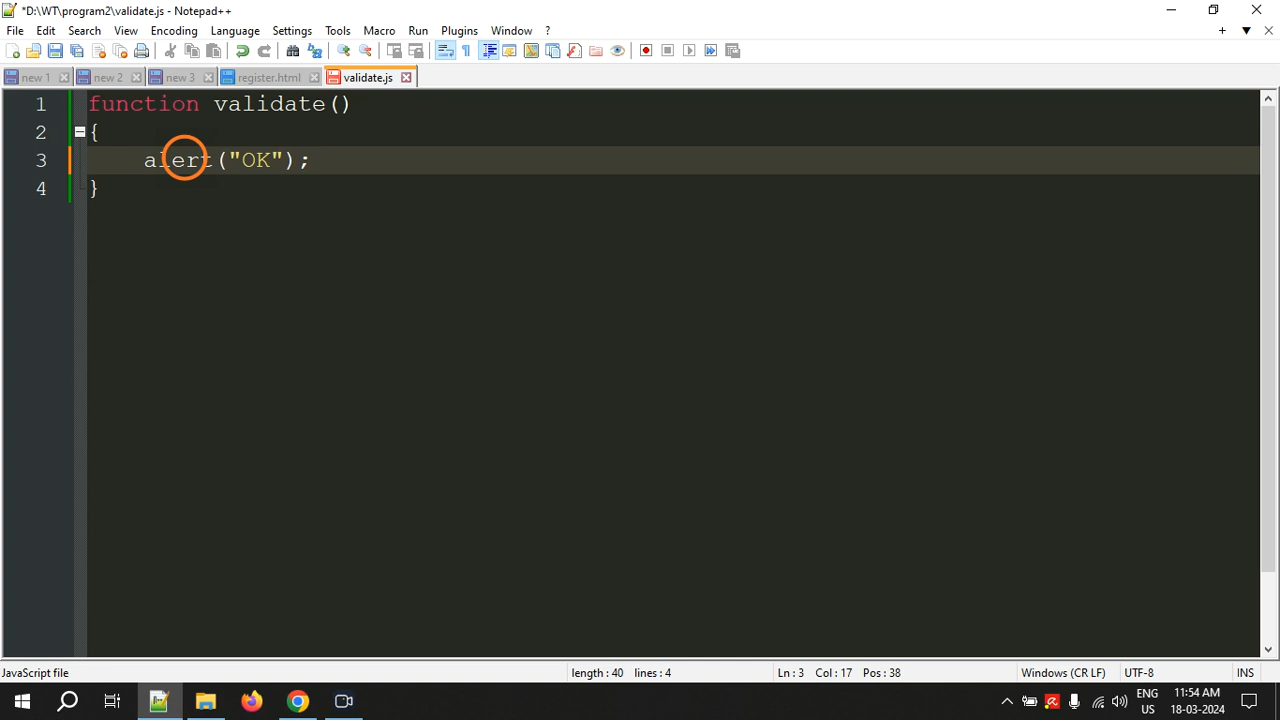 *D:\WT\program2\validate.js - Notepad++
File Edit Search View Encoding Language Settings Tools Macro Run Plugins Window ?
new 1 new 2 new 3 register.html validate.js
1 function validate()
2 {
3 alert("OK");
4 }
JavaScript file length : 40 lines : 4 Ln : 3 Col : 17 Pos : 38 Windows (CR LF) UTF-8 INS
ENG 11:54 AM
US 18-03-2024